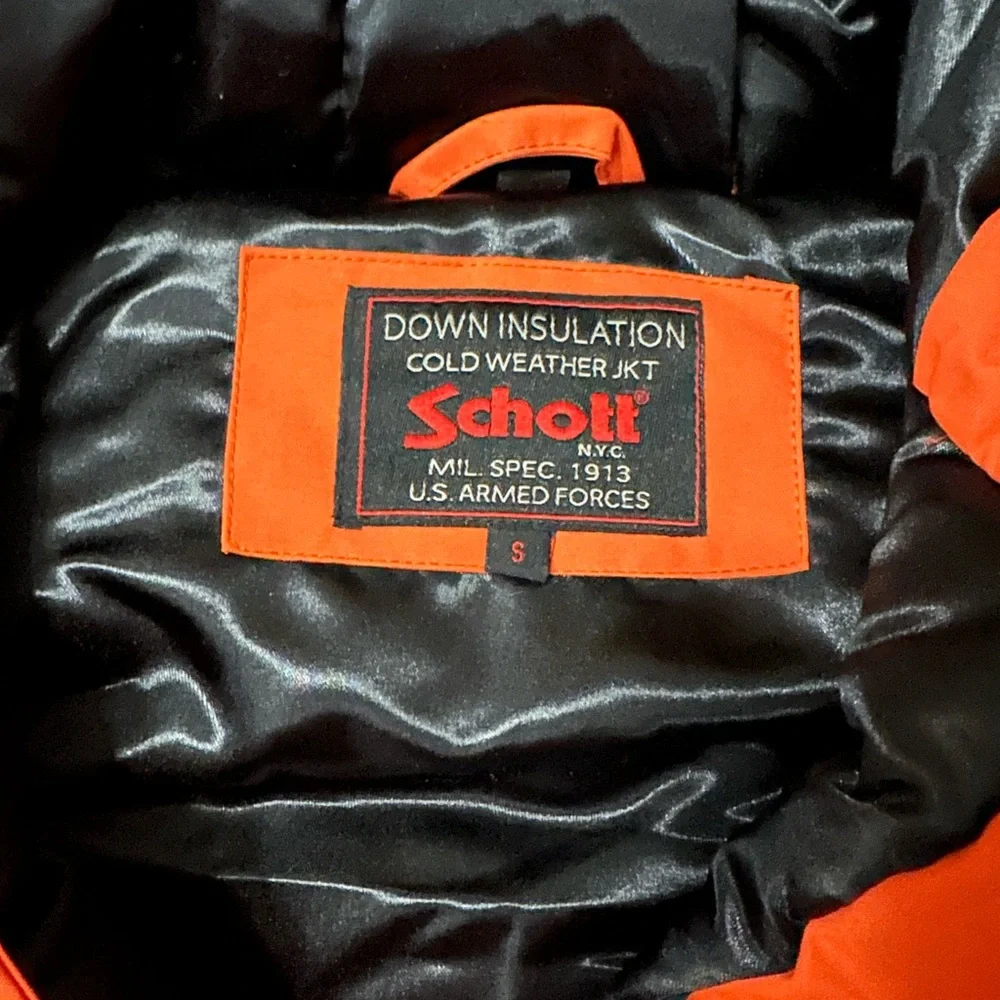 DOWN INSULATION
COLD WEATHER JKT
Schott®
N.Y.C.
MIL. SPEC. 1913
U.S. ARMED FORCES
S